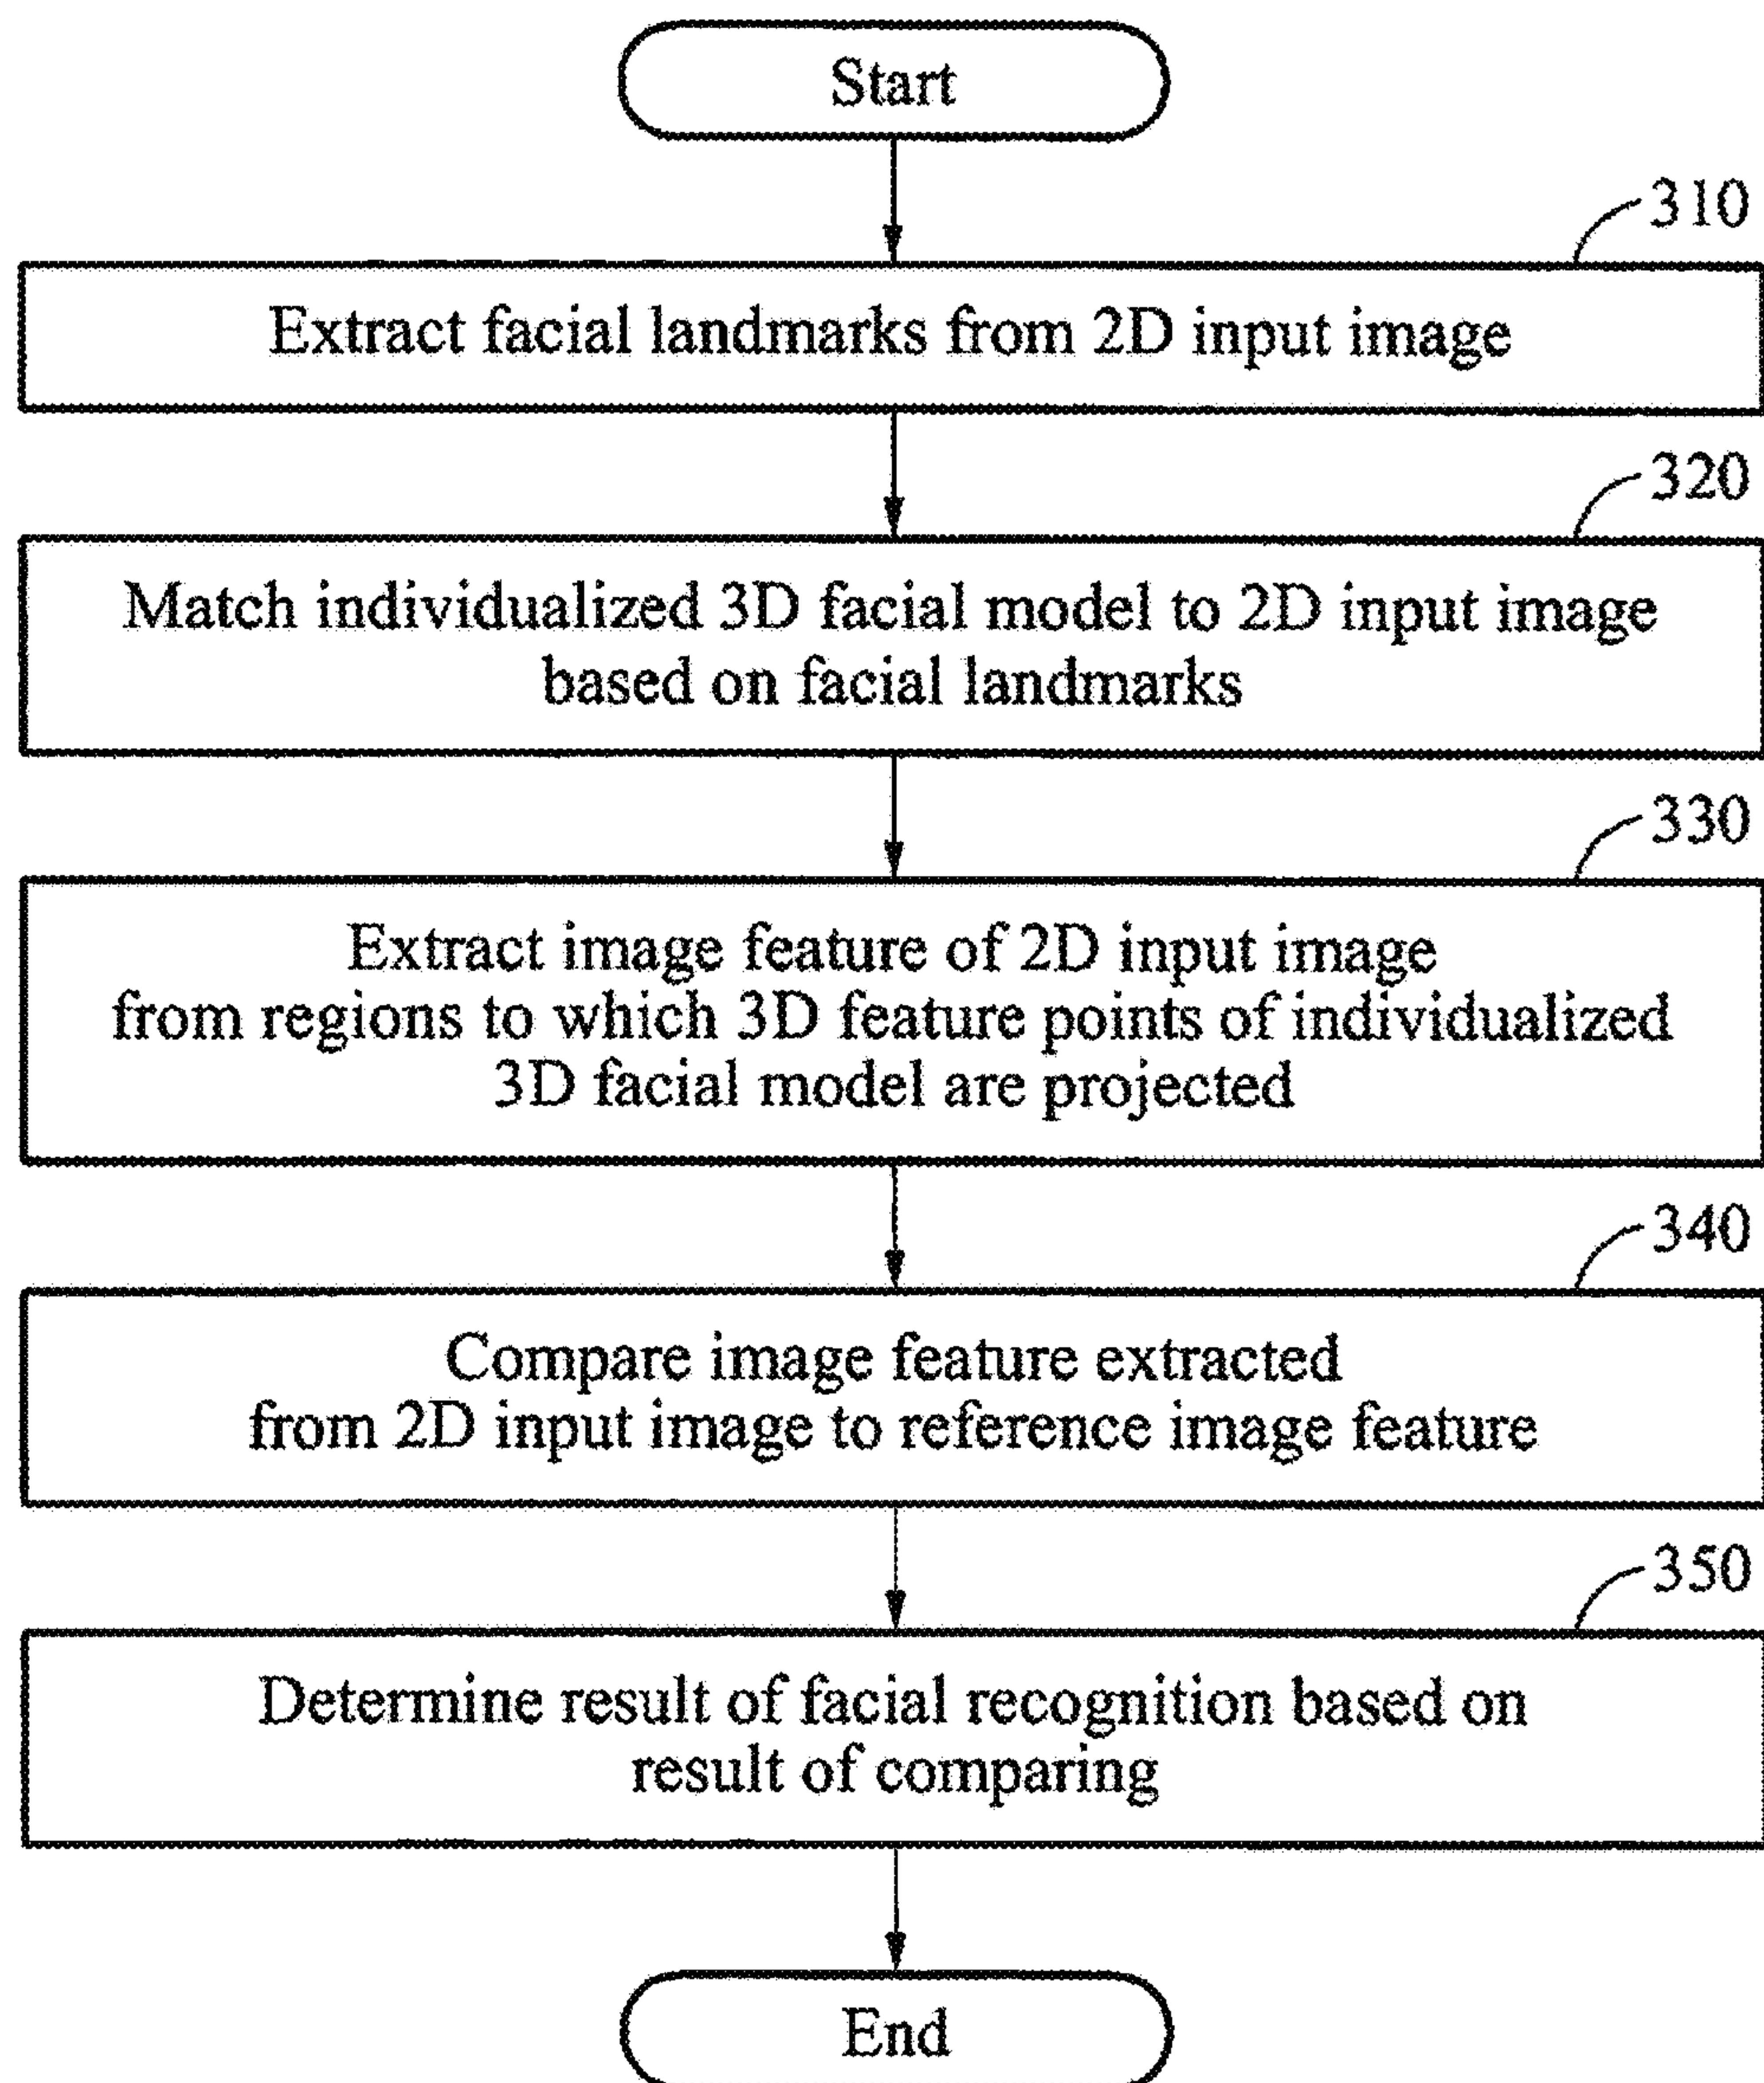 Start
310
Extract facial landmarks from 2D input image
320
Match individualized 3D facial model to 2D input image
based on facial landmarks
330
Extract image feature of 2D input image
from regions to which 3D feature points of individualized
3D facial model are projected
340
Compare image feature extracted
from 2D input image to reference image feature
350
Determine result of facial recognition based on
result of comparing
End